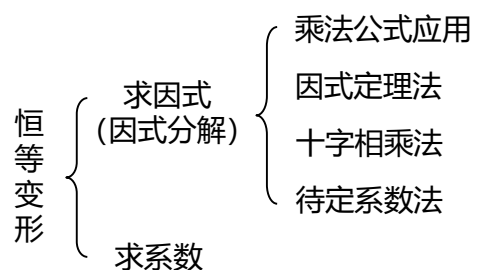 恒等变形
求因式
(因式分解)
乘法公式应用
因式定理法
十字相乘法
待定系数法
求系数